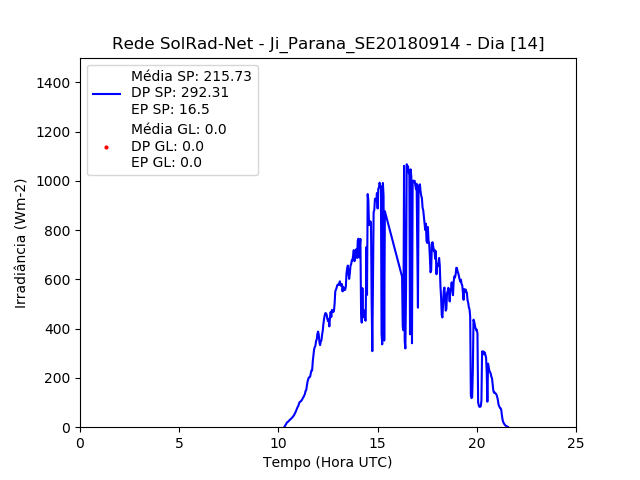 Rede SolRad-Net - Ji_Parana_SE20180914 - Dia [14]
Média SP: 215.73
DP SP: 292.31
EP SP: 16.5
Média GL: 0.0
DP GL: 0.0
EP GL: 0.0
Irradiância (Wm-2)
1400
1200
1000
800
600
400
200
0
0 5 10 15 20 25
Tempo (Hora UTC)